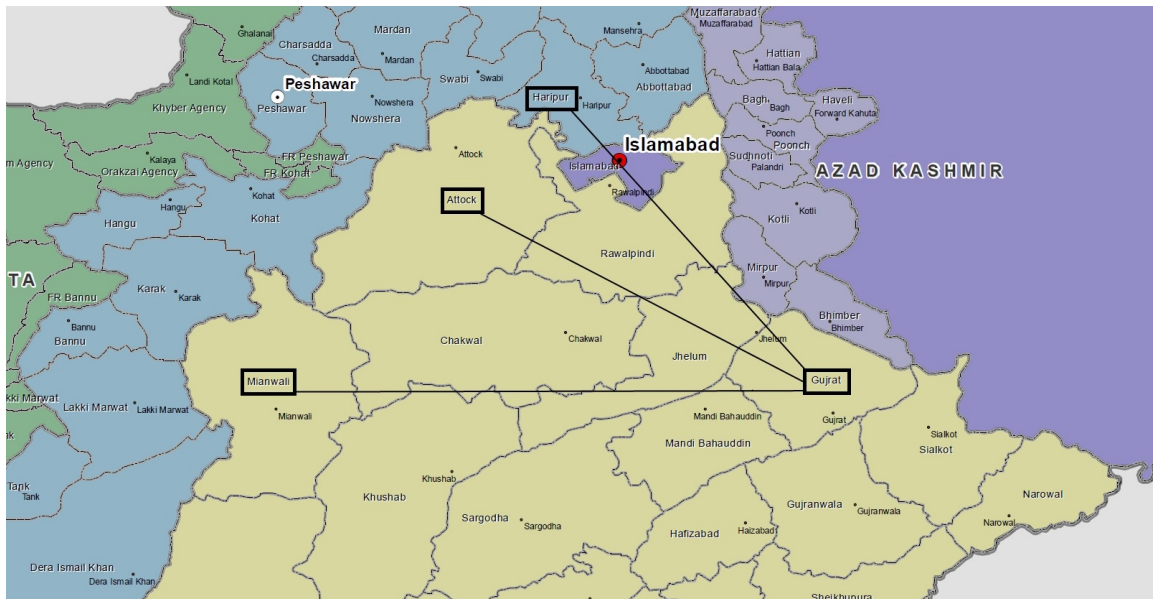 Muzaffarabad
Muzaffarabad
Ghalanai
Charsadda
Charsadda
Mardan
Mardan
Mansehra
Hattian
Hattian Bala
Landi Kotal
Peshawar
Peshawar
Swabi
Swabi
Abbottabad
Abbottabad
Khyber Agency
Nowshera
Nowshera
Haripur
Haripur
Bagh
Bagh
Haveli
Forward Kahuta
Poonch
Poonch
Islamabad
Attock
Kalaya
FR Peshawar
Sudhnoti
Palandri
m Agency
Orakzai Agency
FR Kohat
Islamabad
AZAD KASHMIR
Kohat
Rawalpindi
Hangu
Hangu
Kohat
Attock
Kotli
Kotli
Rawalpindi
Mirpur
Mirpur
TA
FR Bannu
Karak
Karak
Bhimber
Bhimber
Bannu
Bannu
Chakwal
Chakwal
Jhelum
Jhelum
Mianwali
Gujrat
kki Marwat
Lakki Marwat
Lakki Marwat
Mianwali
Mandi Bahauddin
Gujrat
Sialkot
Sialkot
nk
Mandi Bahauddin
Khushab
Khushab
Tank
Tank
Gujranwala
Gujranwala
Narowal
Narowal
Sargodha
Sargodha
Hafizabad
Haizabad
Dera Ismail Khan
Dera Ismail Khan
Sheikhupura